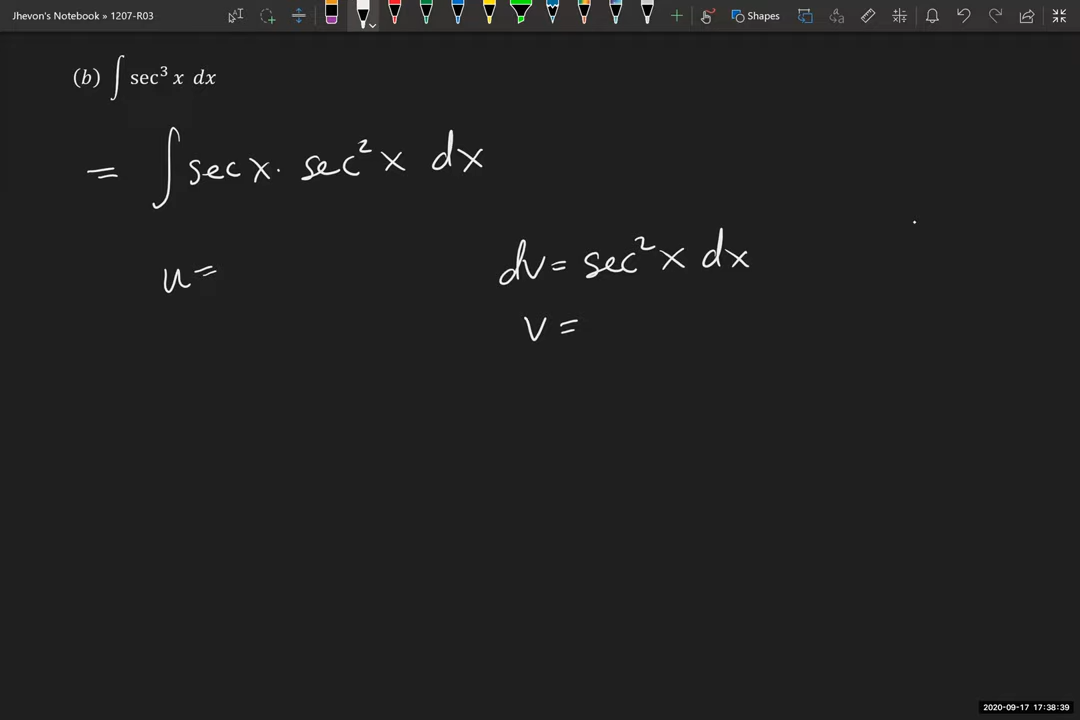 Jhevon's Notebook » 1207-R03
Shapes
(b) ∫ sec³ x dx
= ∫ sec x · sec² x dx
u =
dv = sec² x dx
v =
2020-09-17 17:38:39